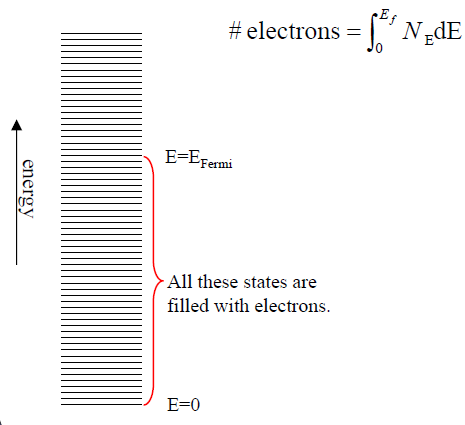 # electrons = ∫₀^{E_f} N_E dE
E=E_Fermi
energy
All these states are
filled with electrons.
E=0